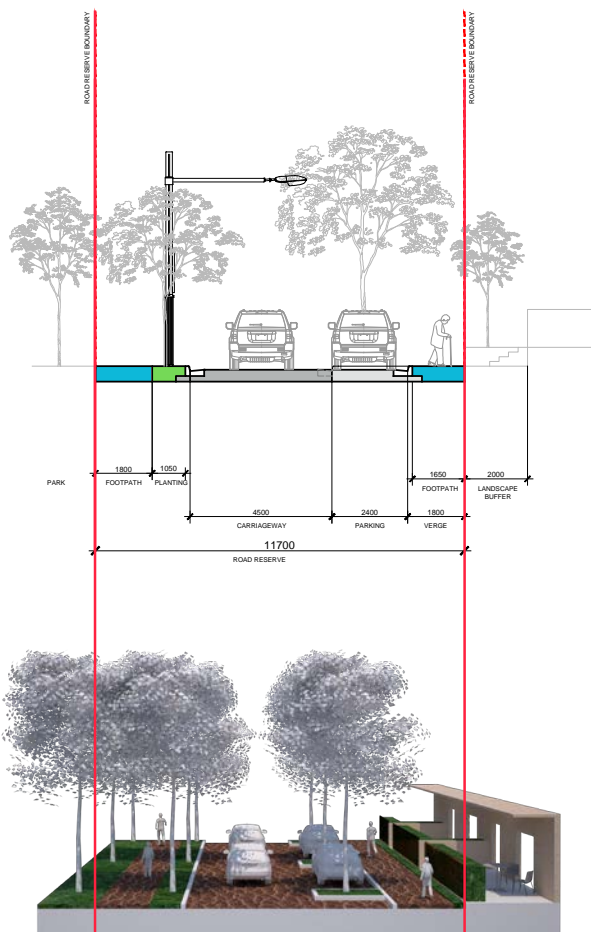 ROAD RESERVE BOUNDARY
ROAD RESERVE BOUNDARY
1800
1050
1650
2000
PARK
FOOTPATH
PLANTING
FOOTPATH
LANDSCAPE
BUFFER
4500
2400
1800
CARRIAGEWAY
PARKING
VERGE
11700
ROAD RESERVE